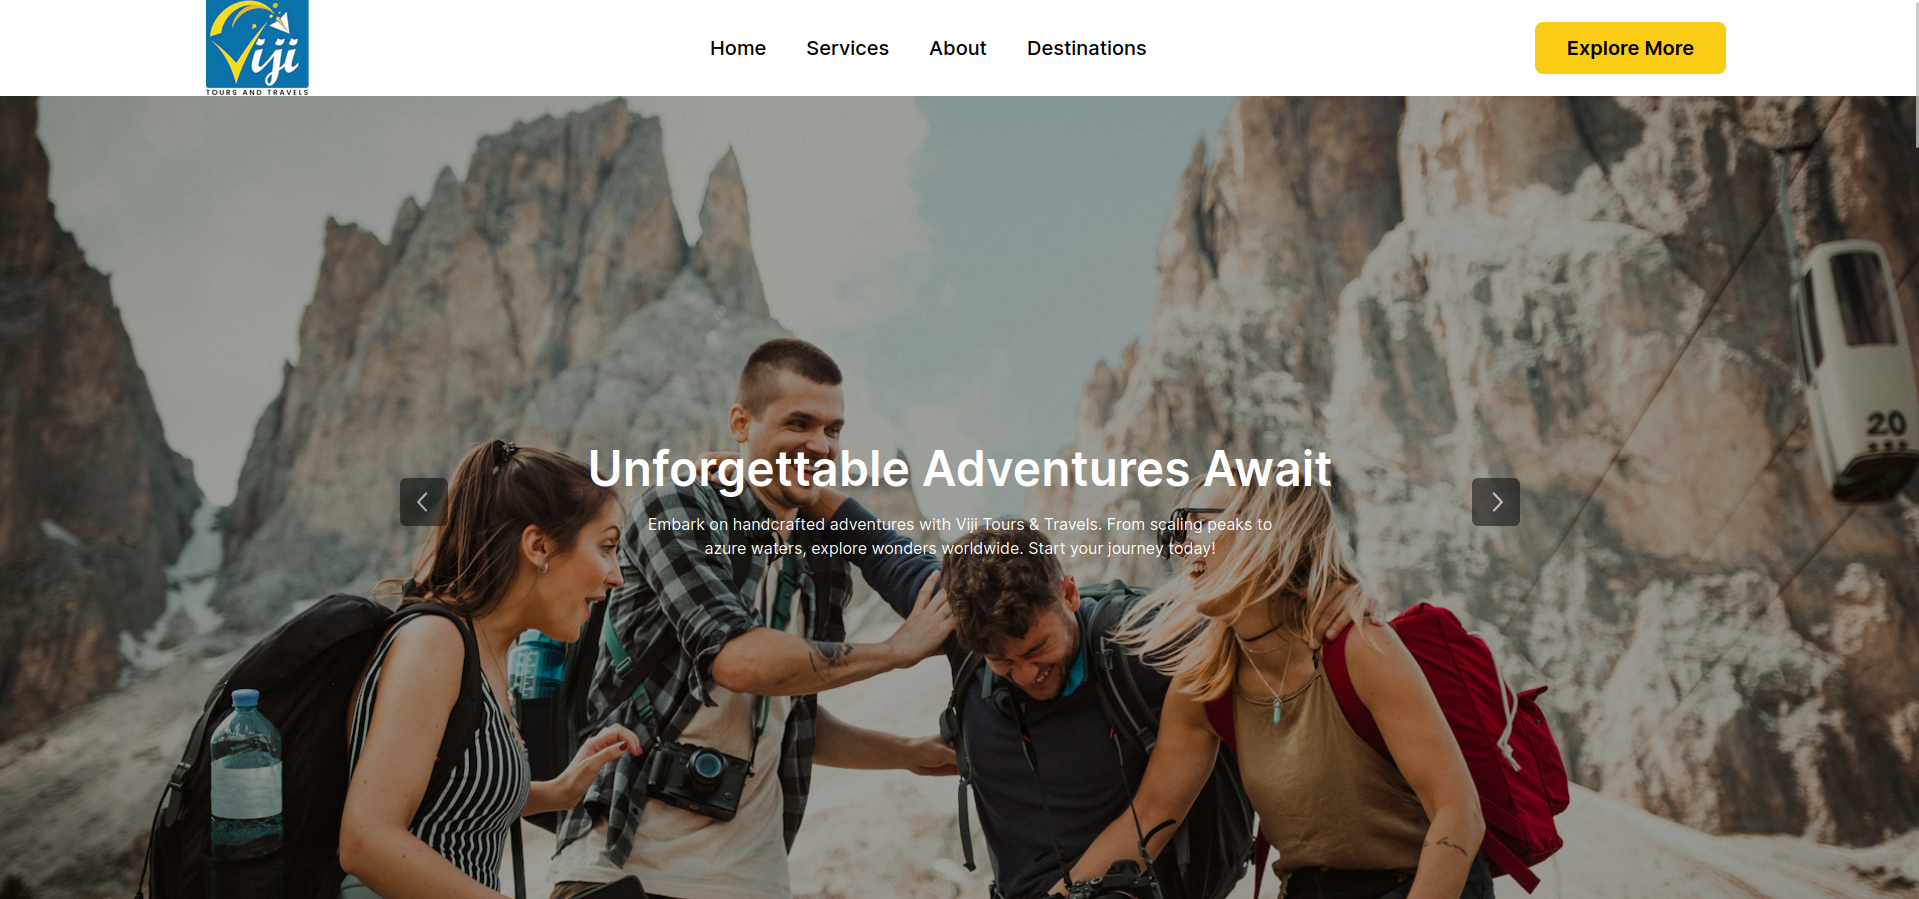 Viji
TOURS AND TRAVELS
Home
Services
About
Destinations
Explore More
20
Unforgettable Adventures Await
Embark on handcrafted adventures with Viji Tours & Travels. From scaling peaks to
azure waters, explore wonders worldwide. Start your journey today!